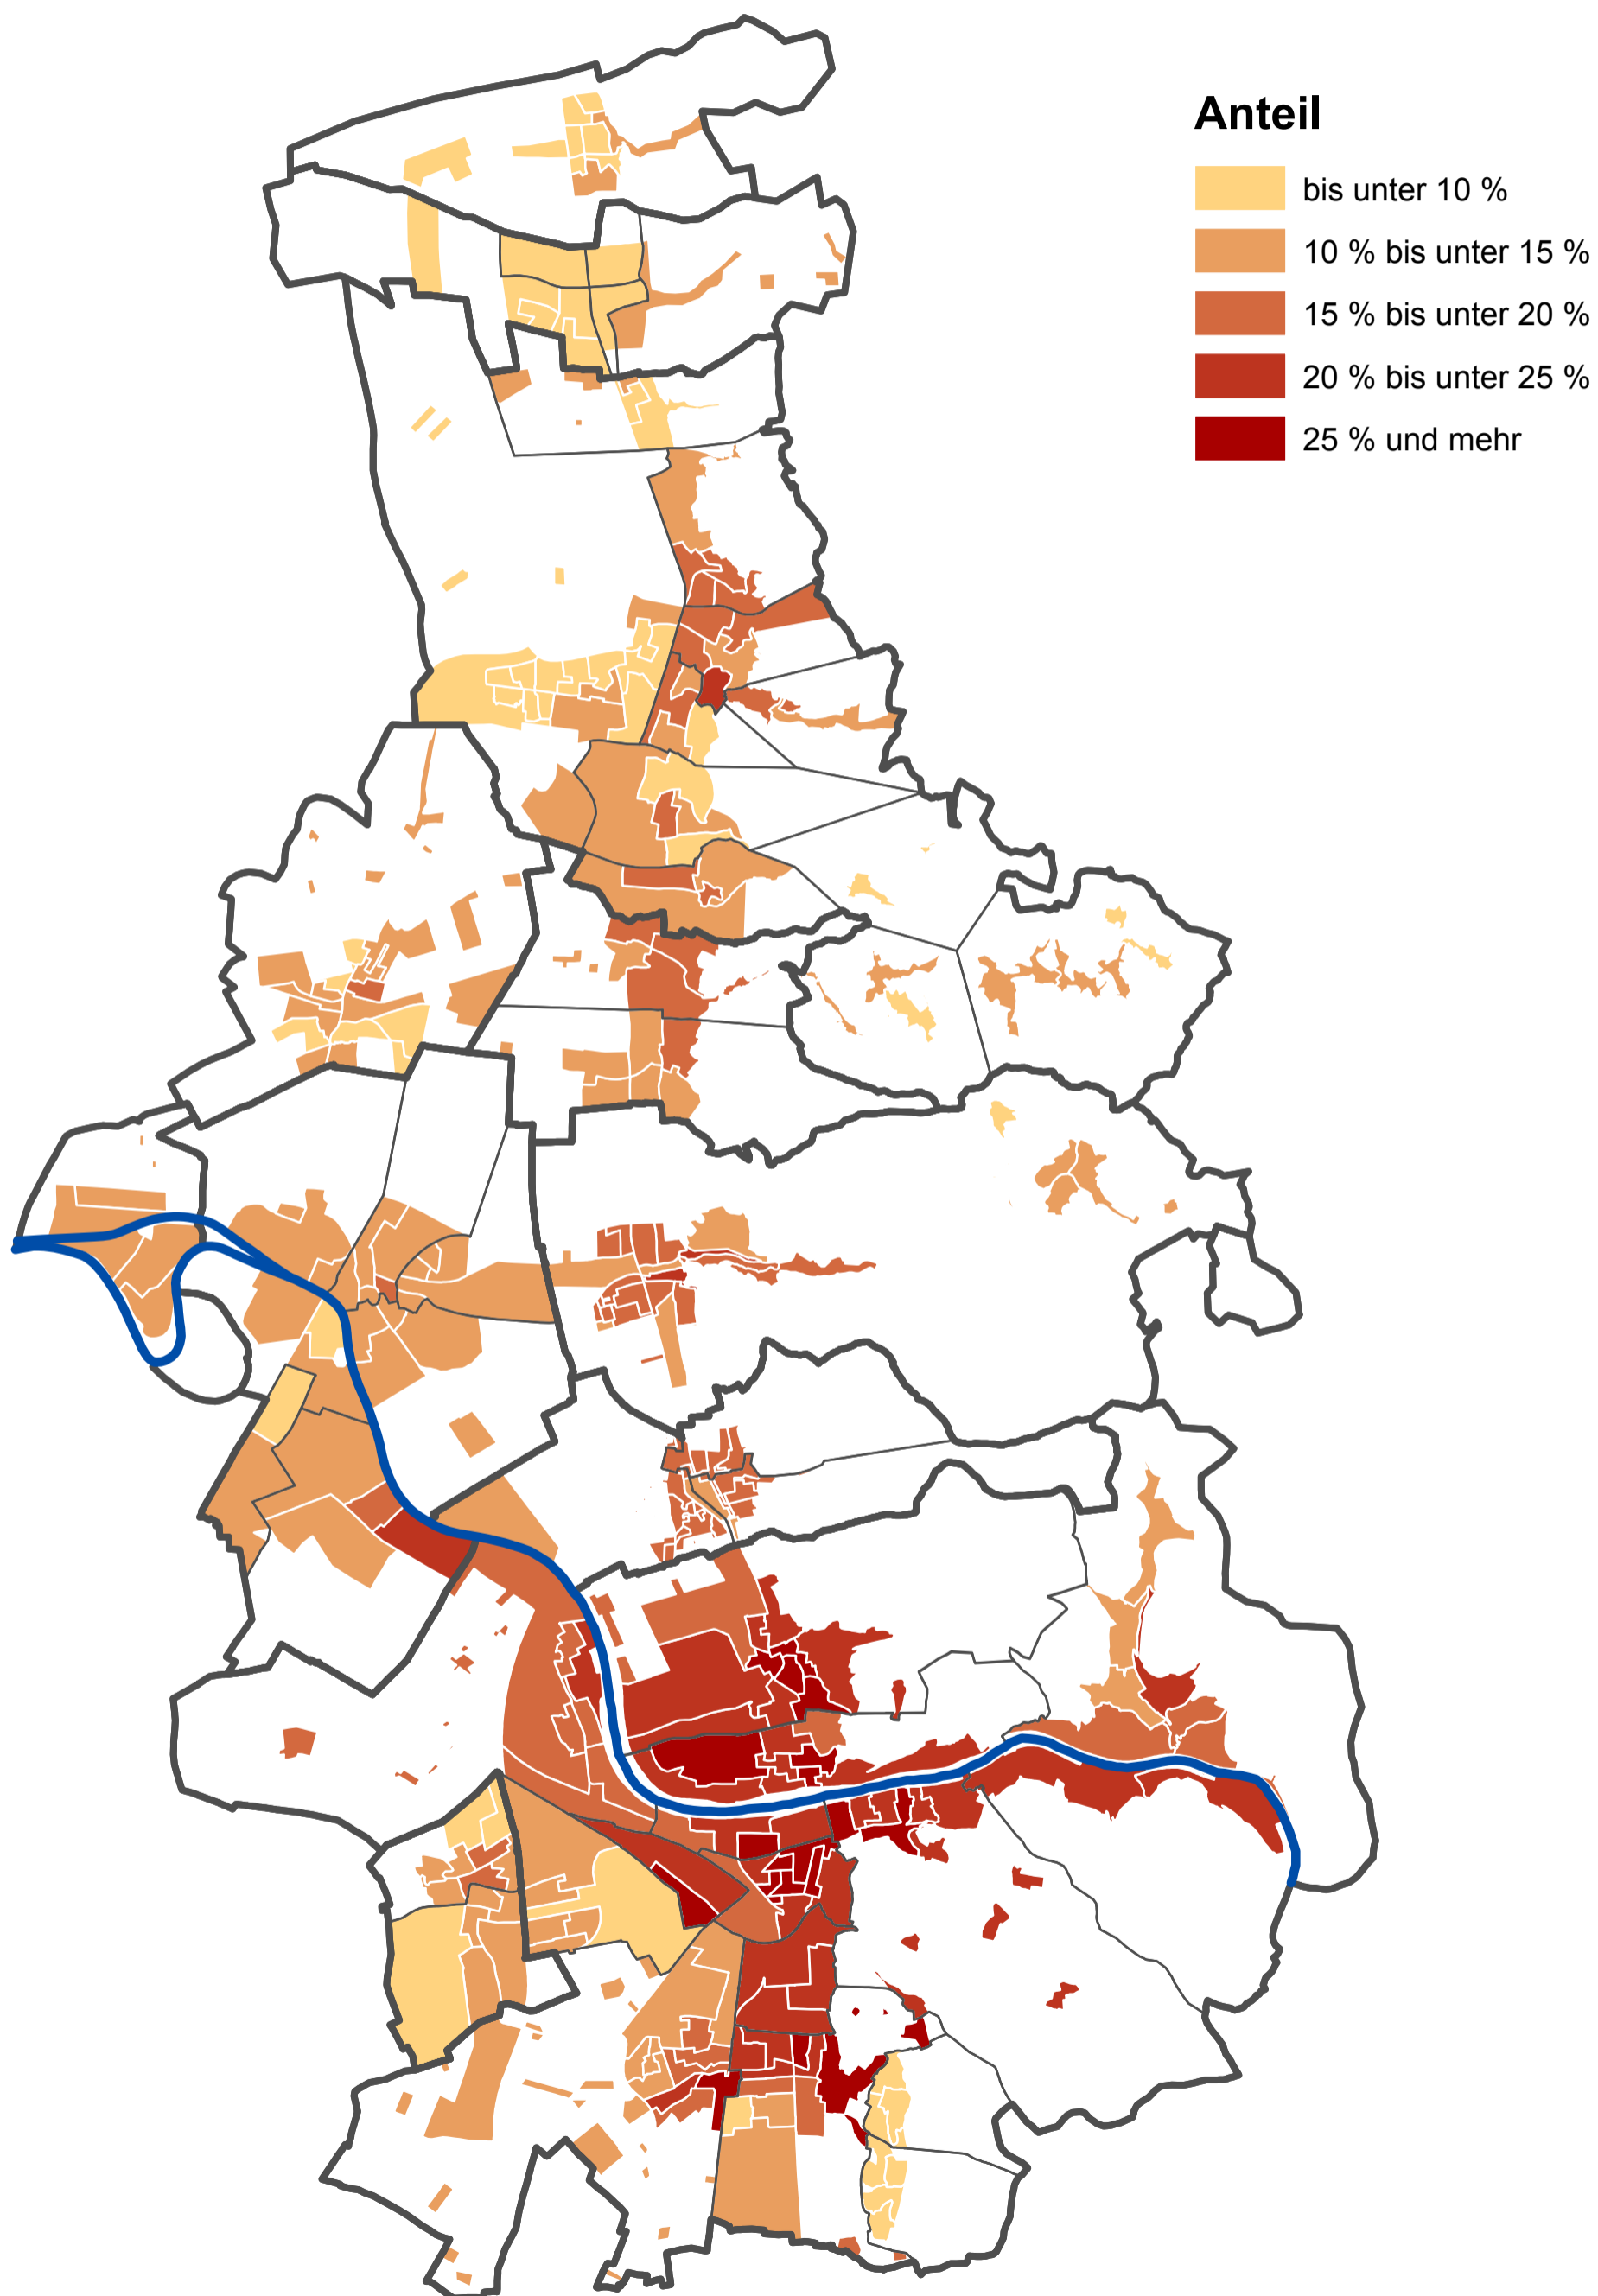 Anteil
bis unter 10 %
10 % bis unter 15 %
15 % bis unter 20 %
20 % bis unter 25 %
25 % und mehr